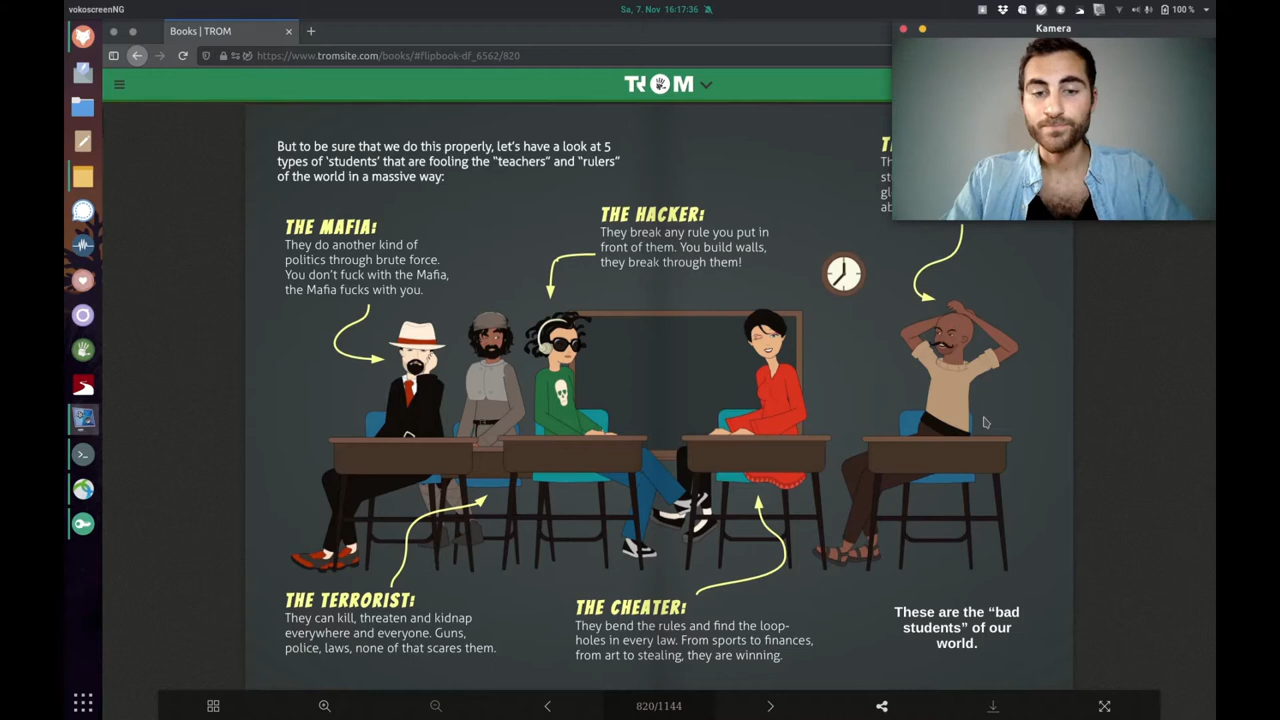 vokoscreenNG
Sa, 7. Nov 16:17:36
100 %
Books | TROM
Kamera
https://www.tromsite.com/books/#flipbook-df_6562/820
TROM
But to be sure that we do this properly, let's have a look at 5
types of 'students' that are fooling the "teachers" and "rulers"
of the world in a massive way:
THE MAFIA:
They do another kind of
politics through brute force.
You don't fuck with the Mafia,
the Mafia fucks with you.
THE HACKER:
They break any rule you put in
front of them. You build walls,
they break through them!
THE TERRORIST:
They can kill, threaten and kidnap
everywhere and everyone. Guns,
police, laws, none of that scares them.
THE CHEATER:
They bend the rules and find the loop-
holes in every law. From sports to finances,
from art to stealing, they are winning.
These are the “bad
students” of our
world.
820/1144